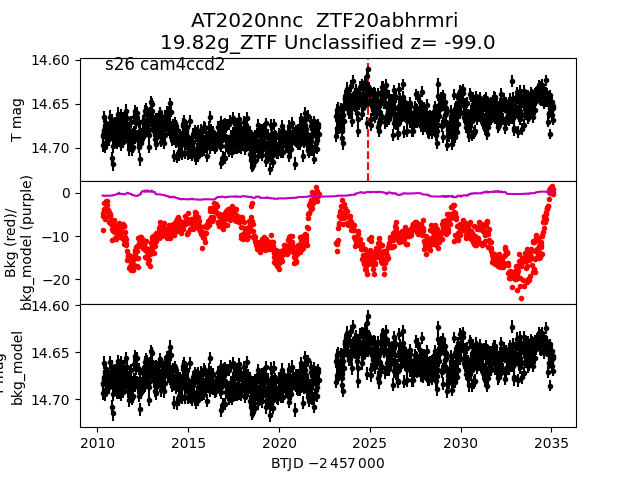 AT2020nnc  ZTF20abhrmri
19.82g_ZTF Unclassified z= -99.0
s26 cam4ccd2
14.60
14.65
14.70
T mag
0
−10
−20
Bkg (red)/
bkg_model (purple)
14.60
14.65
14.70
mag
bkg_model
2010
2015
2020
2025
2030
2035
BTJD −2 457 000